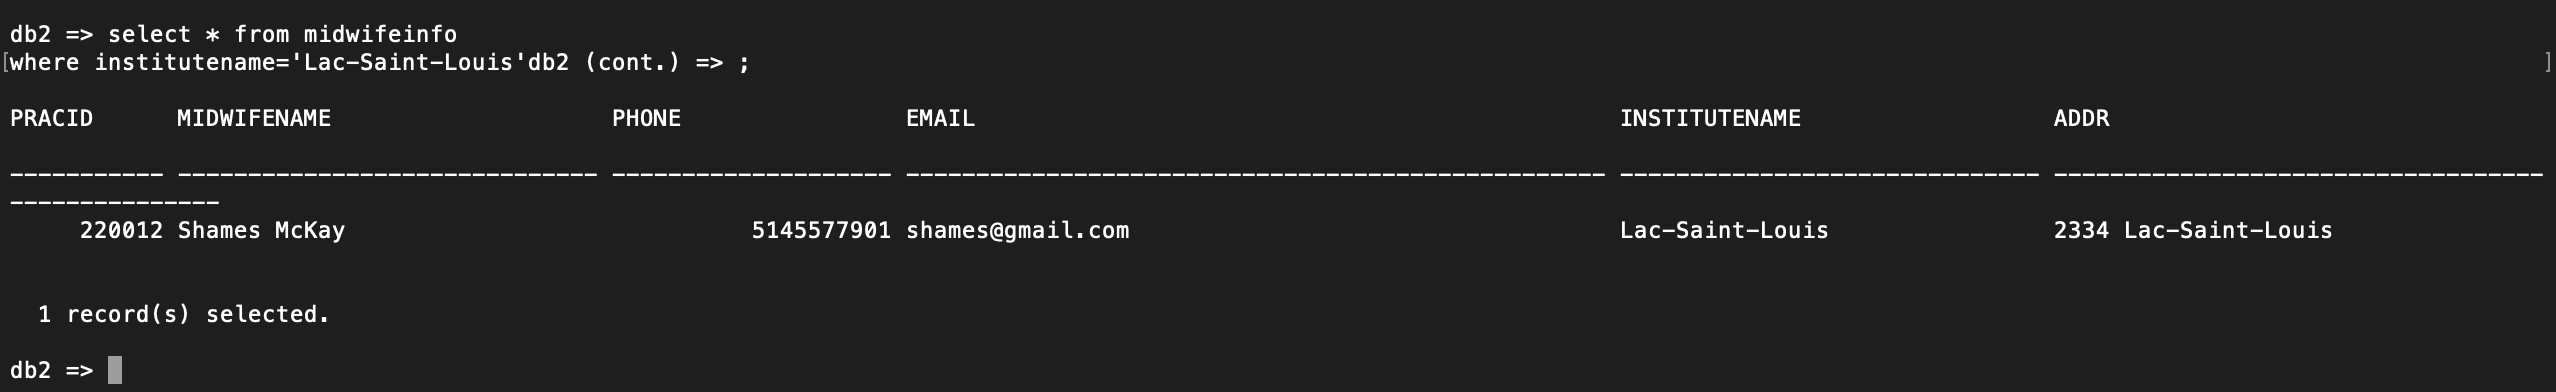 db2 => select * from midwifeinfo
[where institutename='Lac-Saint-Louis'db2 (cont.) => ; ]
PRACID MIDWIFENAME PHONE EMAIL INSTITUTENAME ADDR
----------- ------------------------------ -------------------- -------------------------------------------------- ------------------------------ -----------------------------------
---------------
220012 Shames McKay 5145577901 shames@gmail.com Lac-Saint-Louis 2334 Lac-Saint-Louis
1 record(s) selected.
db2 =>